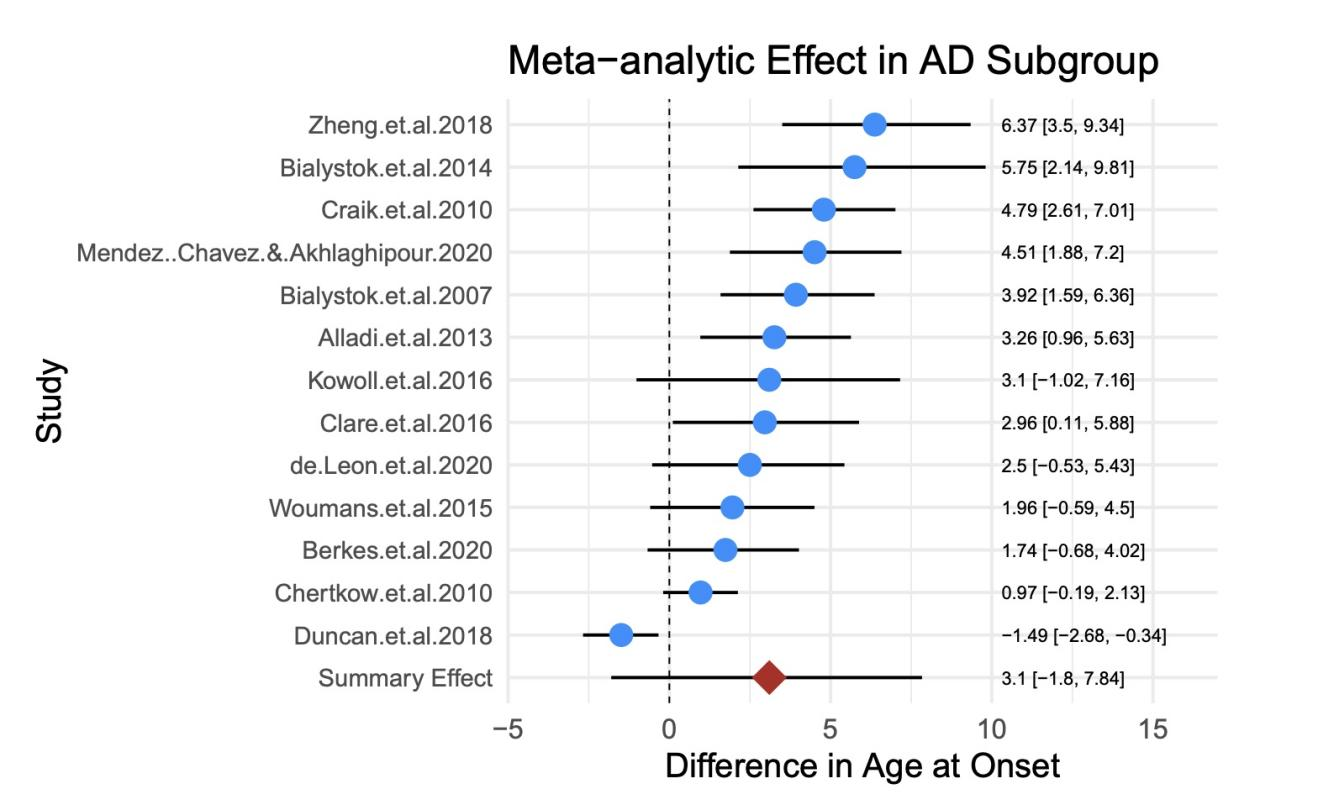 Meta−analytic Effect in AD Subgroup
Zheng.et.al.2018 6.37 [3.5, 9.34]
Bialystok.et.al.2014 5.75 [2.14, 9.81]
Craik.et.al.2010 4.79 [2.61, 7.01]
Mendez..Chavez.&.Akhlaghipour.2020 4.51 [1.88, 7.2]
Bialystok.et.al.2007 3.92 [1.59, 6.36]
Alladi.et.al.2013 3.26 [0.96, 5.63]
Kowoll.et.al.2016 3.1 [−1.02, 7.16]
Clare.et.al.2016 2.96 [0.11, 5.88]
de.Leon.et.al.2020 2.5 [−0.53, 5.43]
Woumans.et.al.2015 1.96 [−0.59, 4.5]
Berkes.et.al.2020 1.74 [−0.68, 4.02]
Chertkow.et.al.2010 0.97 [−0.19, 2.13]
Duncan.et.al.2018 −1.49 [−2.68, −0.34]
Summary Effect 3.1 [−1.8, 7.84]
Study
−5 0 5 10 15
Difference in Age at Onset